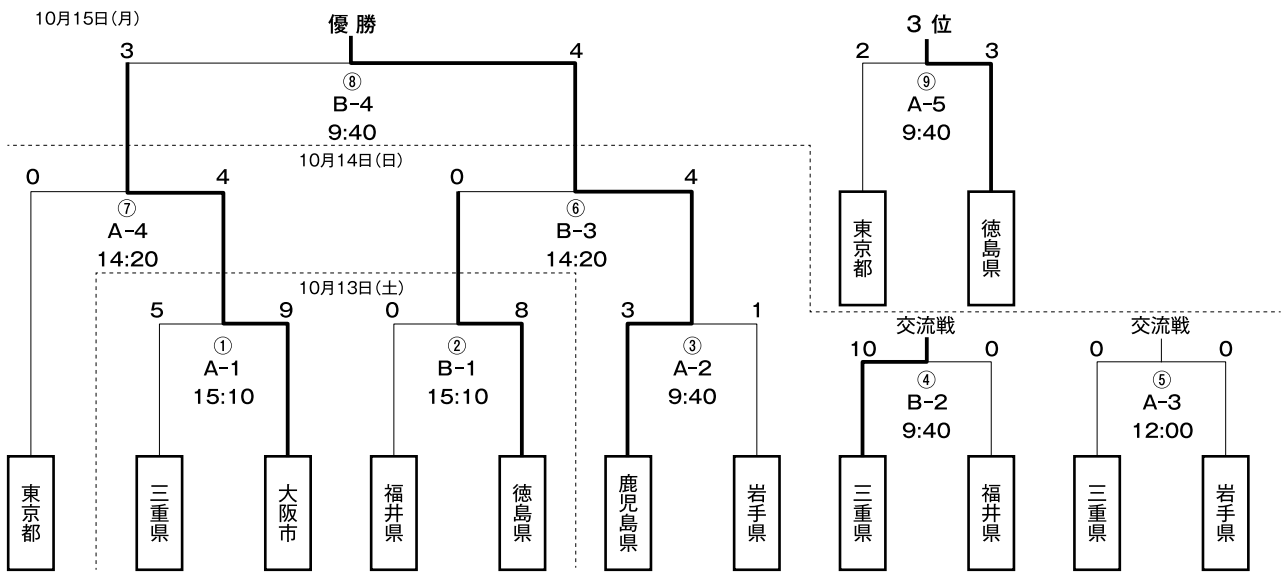 10月15日(月)
優勝
3位
3
4
2
3
⑧
B-4
9:40
⑨
A-5
9:40
東京都
徳島県
10月14日(日)
0
4
0
4
⑦
A-4
14:20
⑥
B-3
14:20
10月13日(土)
5
9
0
8
3
1
①
A-1
15:10
②
B-1
15:10
③
A-2
9:40
交流戦
10
0
④
B-2
9:40
交流戦
0
0
⑤
A-3
12:00
東京都
三重県
大阪市
福井県
徳島県
鹿児島県
岩手県
三重県
福井県
三重県
岩手県